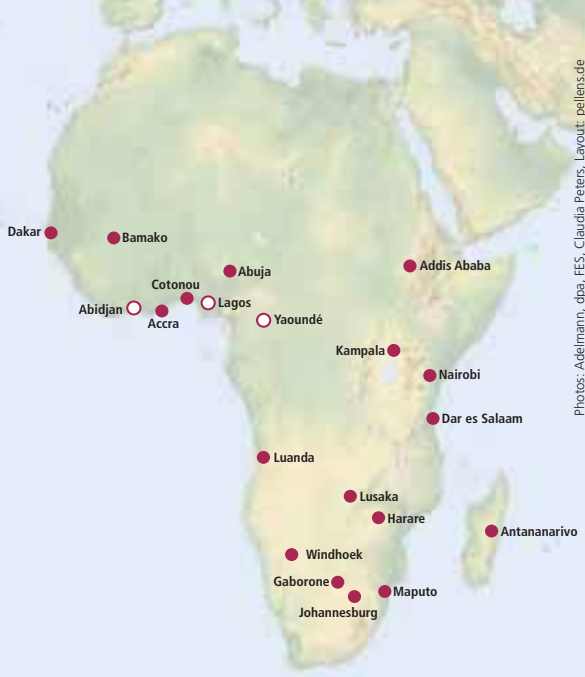 Dakar
Bamako
Abuja
Addis Ababa
Cotonou
Lagos
Abidjan
Accra
Yaoundé
Kampala
Nairobi
Dar es Salaam
Luanda
Lusaka
Harare
Antananarivo
Windhoek
Gaborone
Maputo
Johannesburg
Photos: Adelmann, dpa, FES, Claudia Peters, Layout: pellens.de